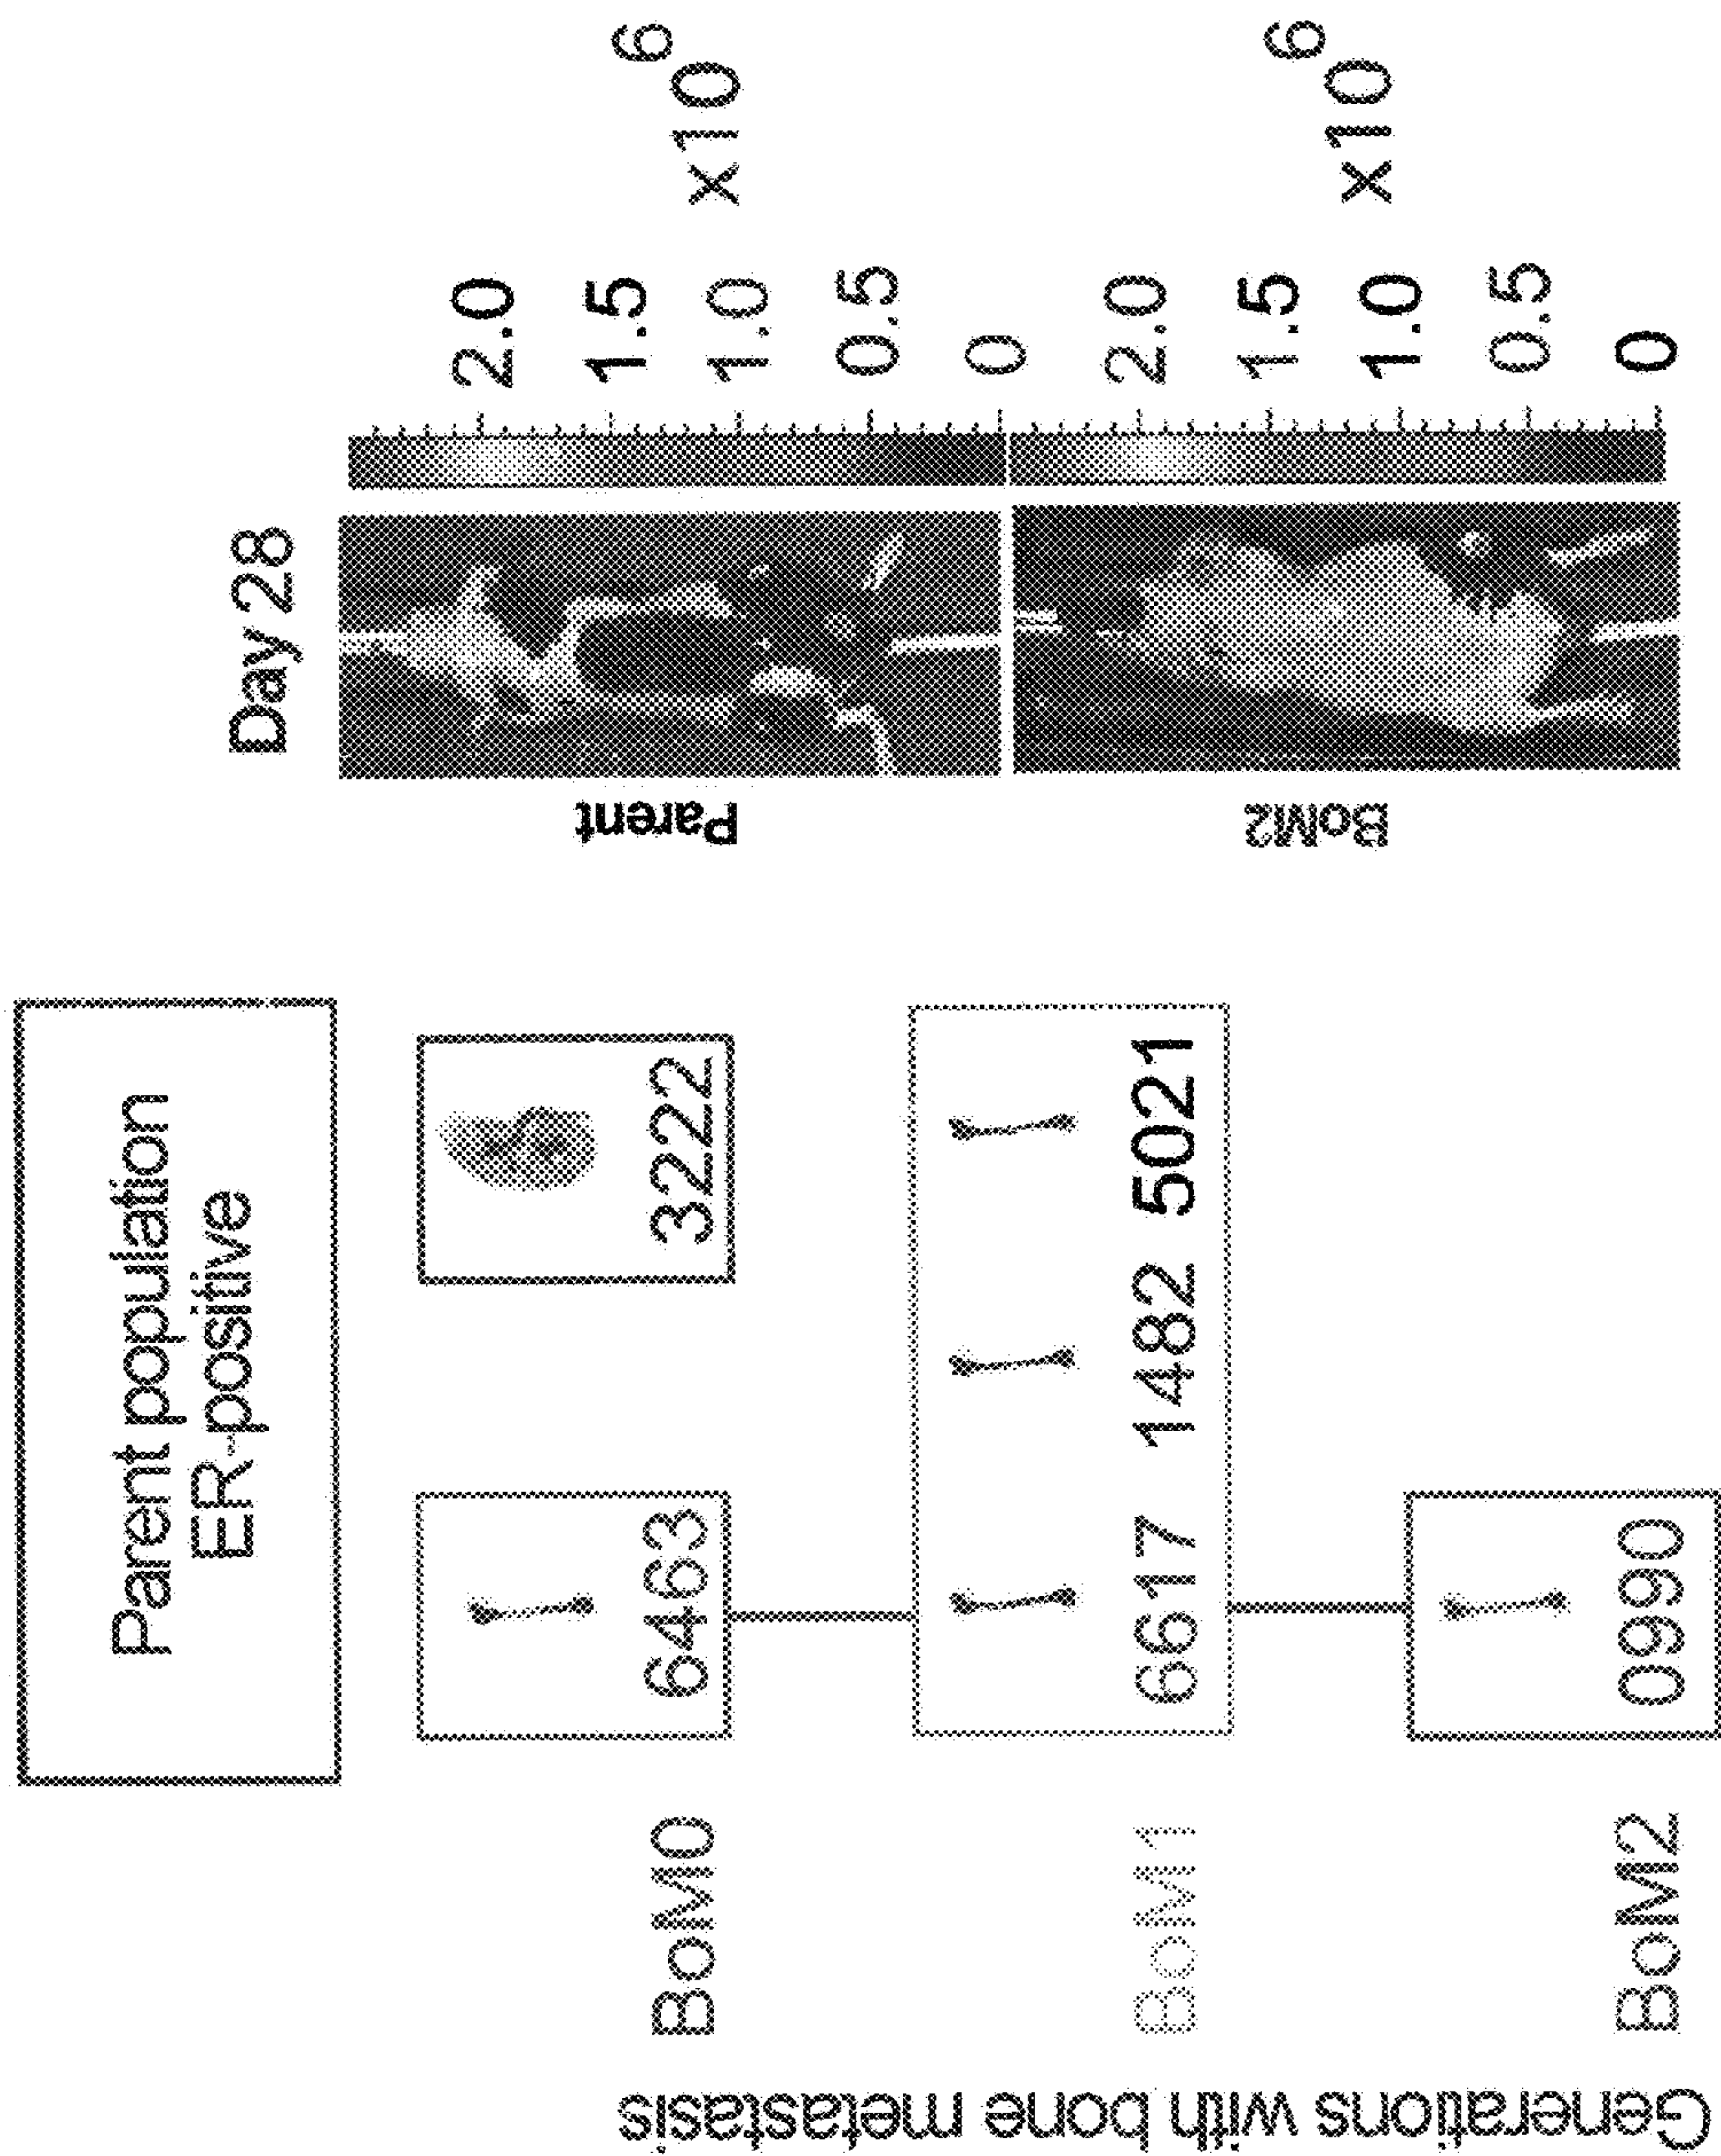 Parent population
ER-positive
Generations with bone metastasis
BoM0
6463
3222
BoM1
6617 1482 5021
BoM2
0990
Day 28
Parent
2.0
1.5
1.0
0.5
0
x10^6
BoM2
2.0
1.5
1.0
0.5
0
x10^6